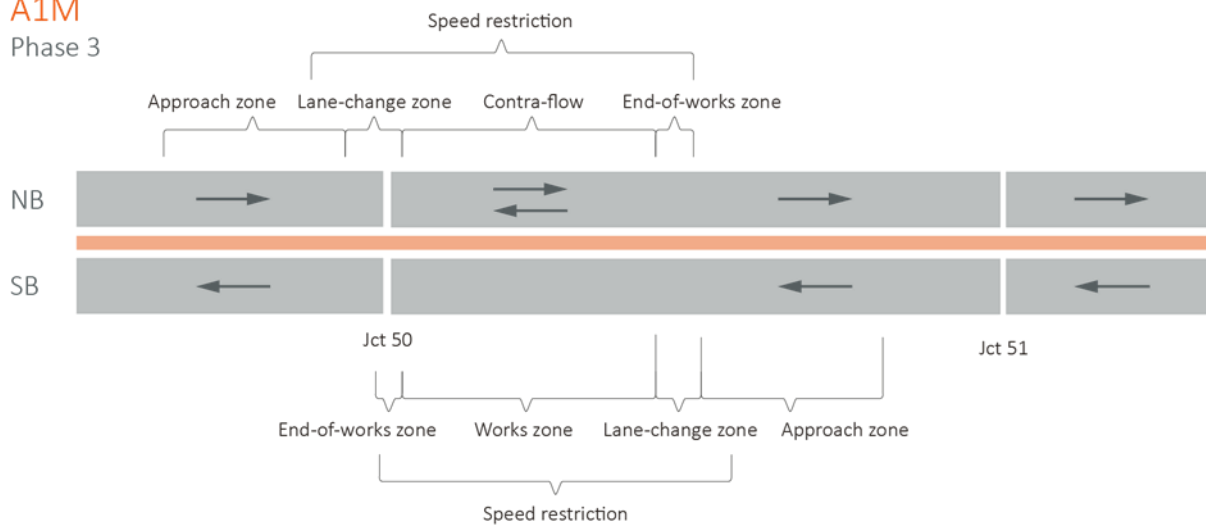 A1M
Phase 3
Speed restriction
Approach zone
Lane-change zone
Contra-flow
End-of-works zone
NB
SB
Jct 50
Jct 51
End-of-works zone
Works zone
Lane-change zone
Approach zone
Speed restriction